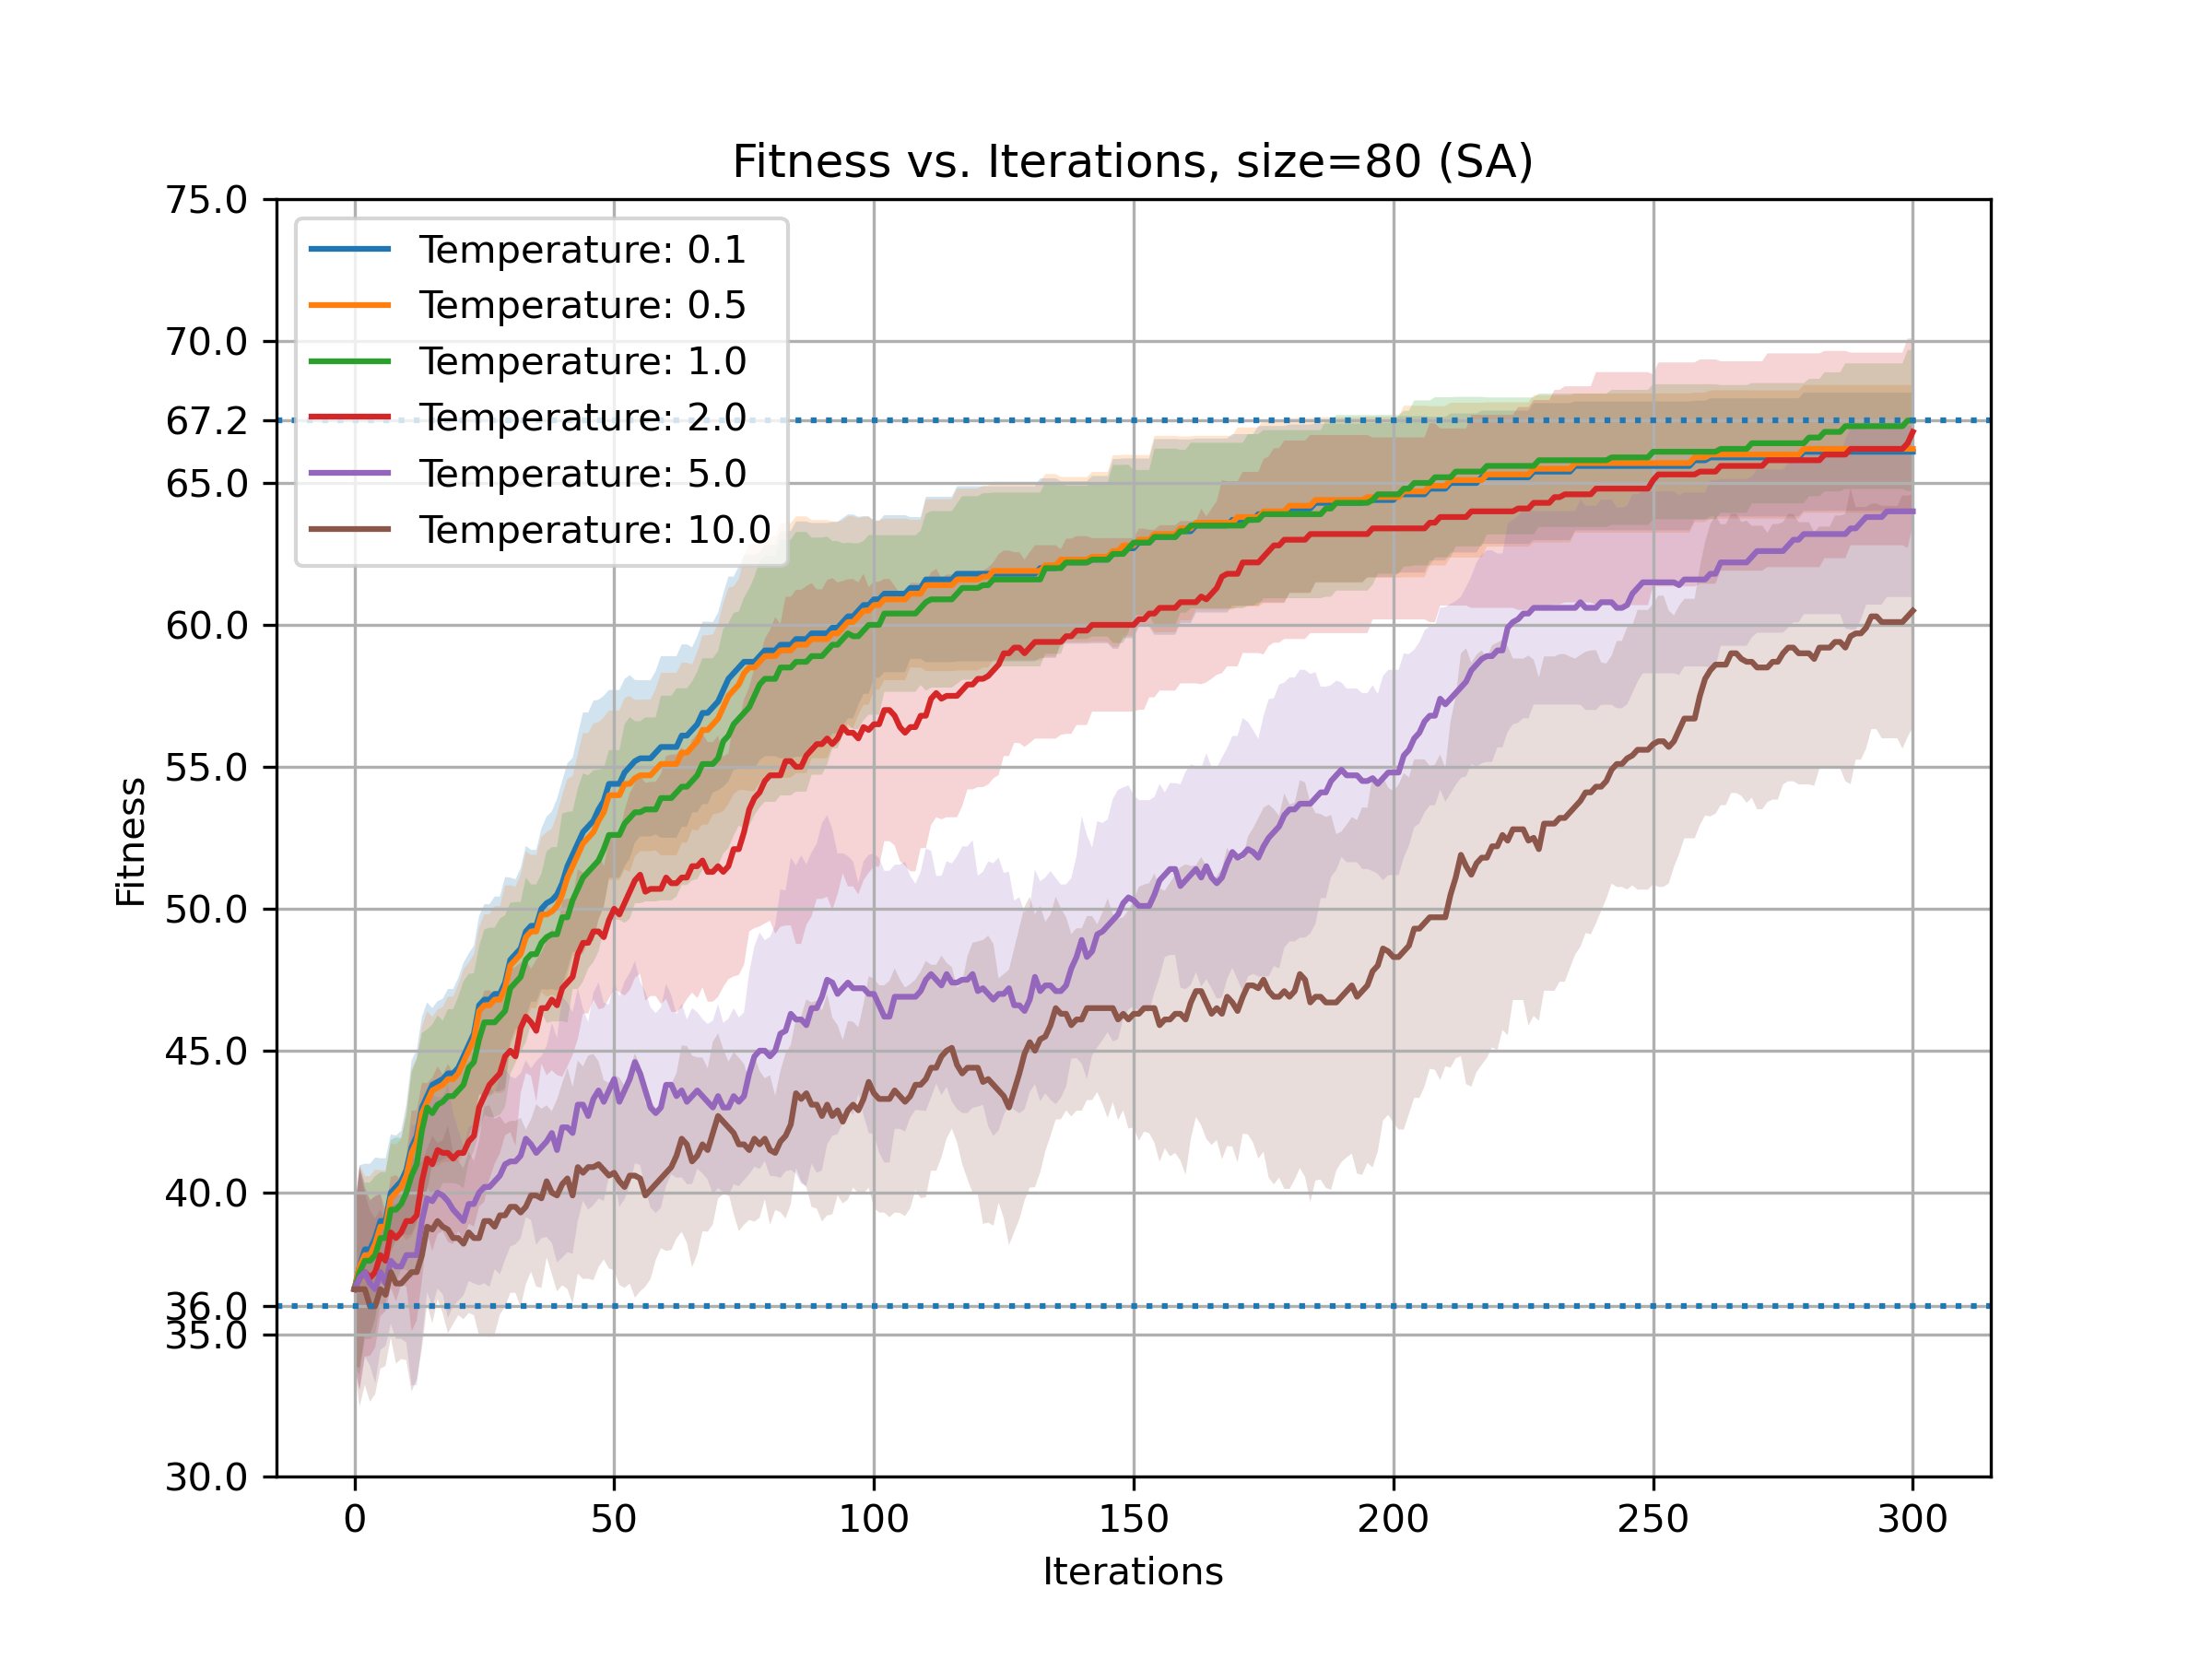 Fitness vs. Iterations, size=80 (SA)
75.0
70.0
67.2
65.0
60.0
55.0
50.0
45.0
40.0
36.0
35.0
30.0
Fitness
Temperature: 0.1
Temperature: 0.5
Temperature: 1.0
Temperature: 2.0
Temperature: 5.0
Temperature: 10.0
0 50 100 150 200 250 300
Iterations